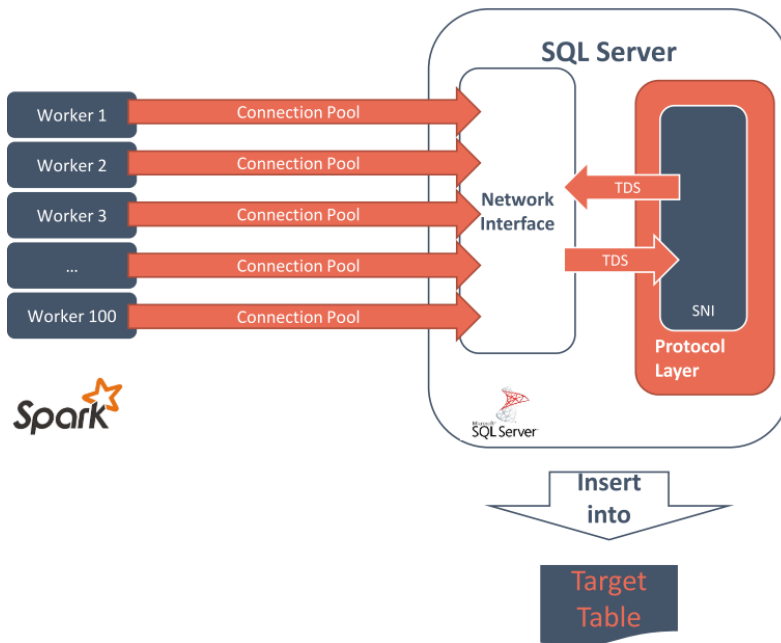 SQL Server
Worker 1
Connection Pool
Worker 2
Connection Pool
Worker 3
Connection Pool
...
Connection Pool
Worker 100
Connection Pool
Network
Interface
TDS
TDS
SNI
Protocol
Layer
Spark
Microsoft
SQL Server
Insert
into
Target
Table